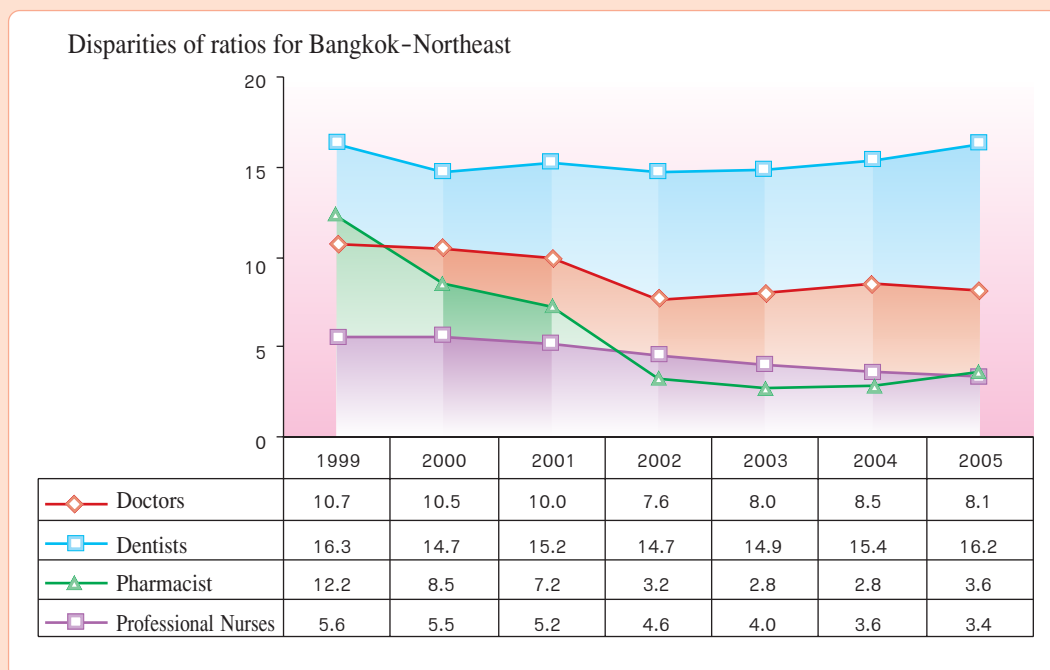 Disparities of ratios for Bangkok-Northeast
20
15
10
5
0
1999 2000 2001 2002 2003 2004 2005
Doctors 10.7 10.5 10.0 7.6 8.0 8.5 8.1
Dentists 16.3 14.7 15.2 14.7 14.9 15.4 16.2
Pharmacist 12.2 8.5 7.2 3.2 2.8 2.8 3.6
Professional Nurses 5.6 5.5 5.2 4.6 4.0 3.6 3.4